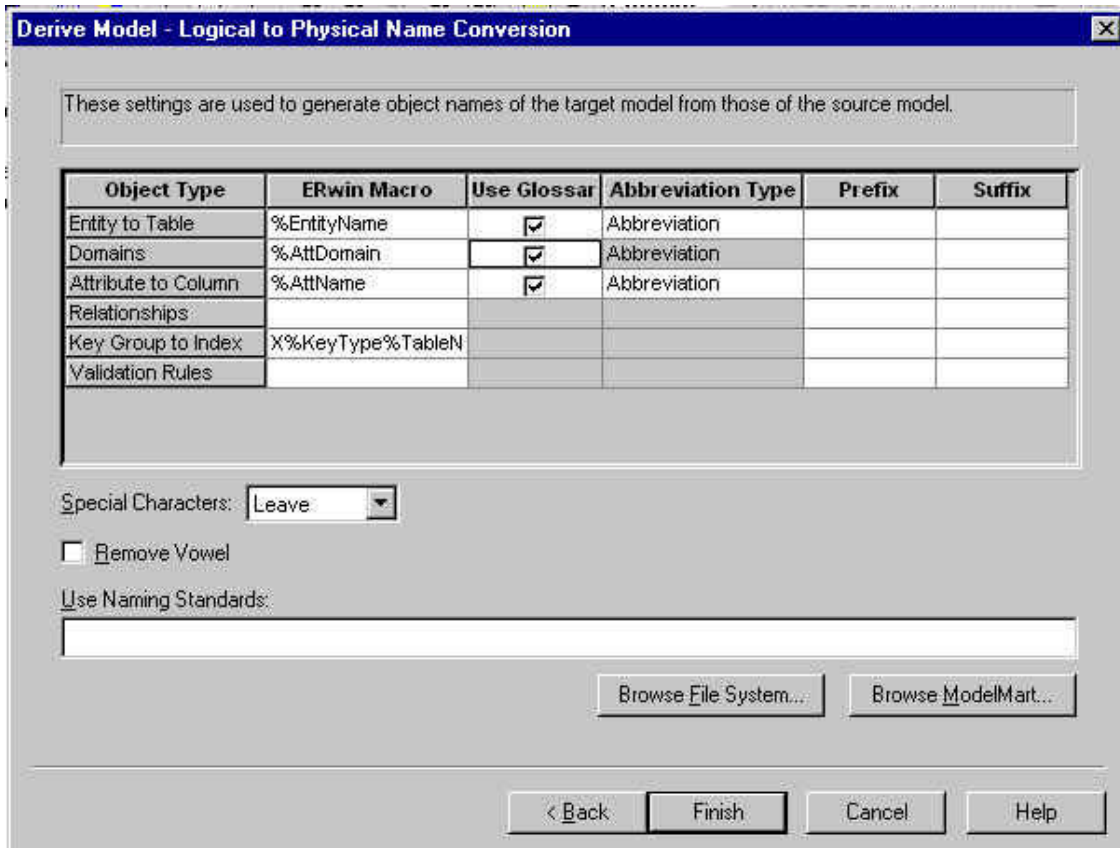 Derive Model - Logical to Physical Name Conversion
These settings are used to generate object names of the target model from those of the source model.
Object Type ERwin Macro Use Glossar Abbreviation Type Prefix Suffix
Entity to Table %EntityName Abbreviation
Domains %AttDomain Abbreviation
Attribute to Column %AttName Abbreviation
Relationships
Key Group to Index X%KeyType%TableN
Validation Rules
Special Characters: Leave
Remove Vowel
Use Naming Standards:
Browse File System... Browse ModelMart...
< Back Finish Cancel Help